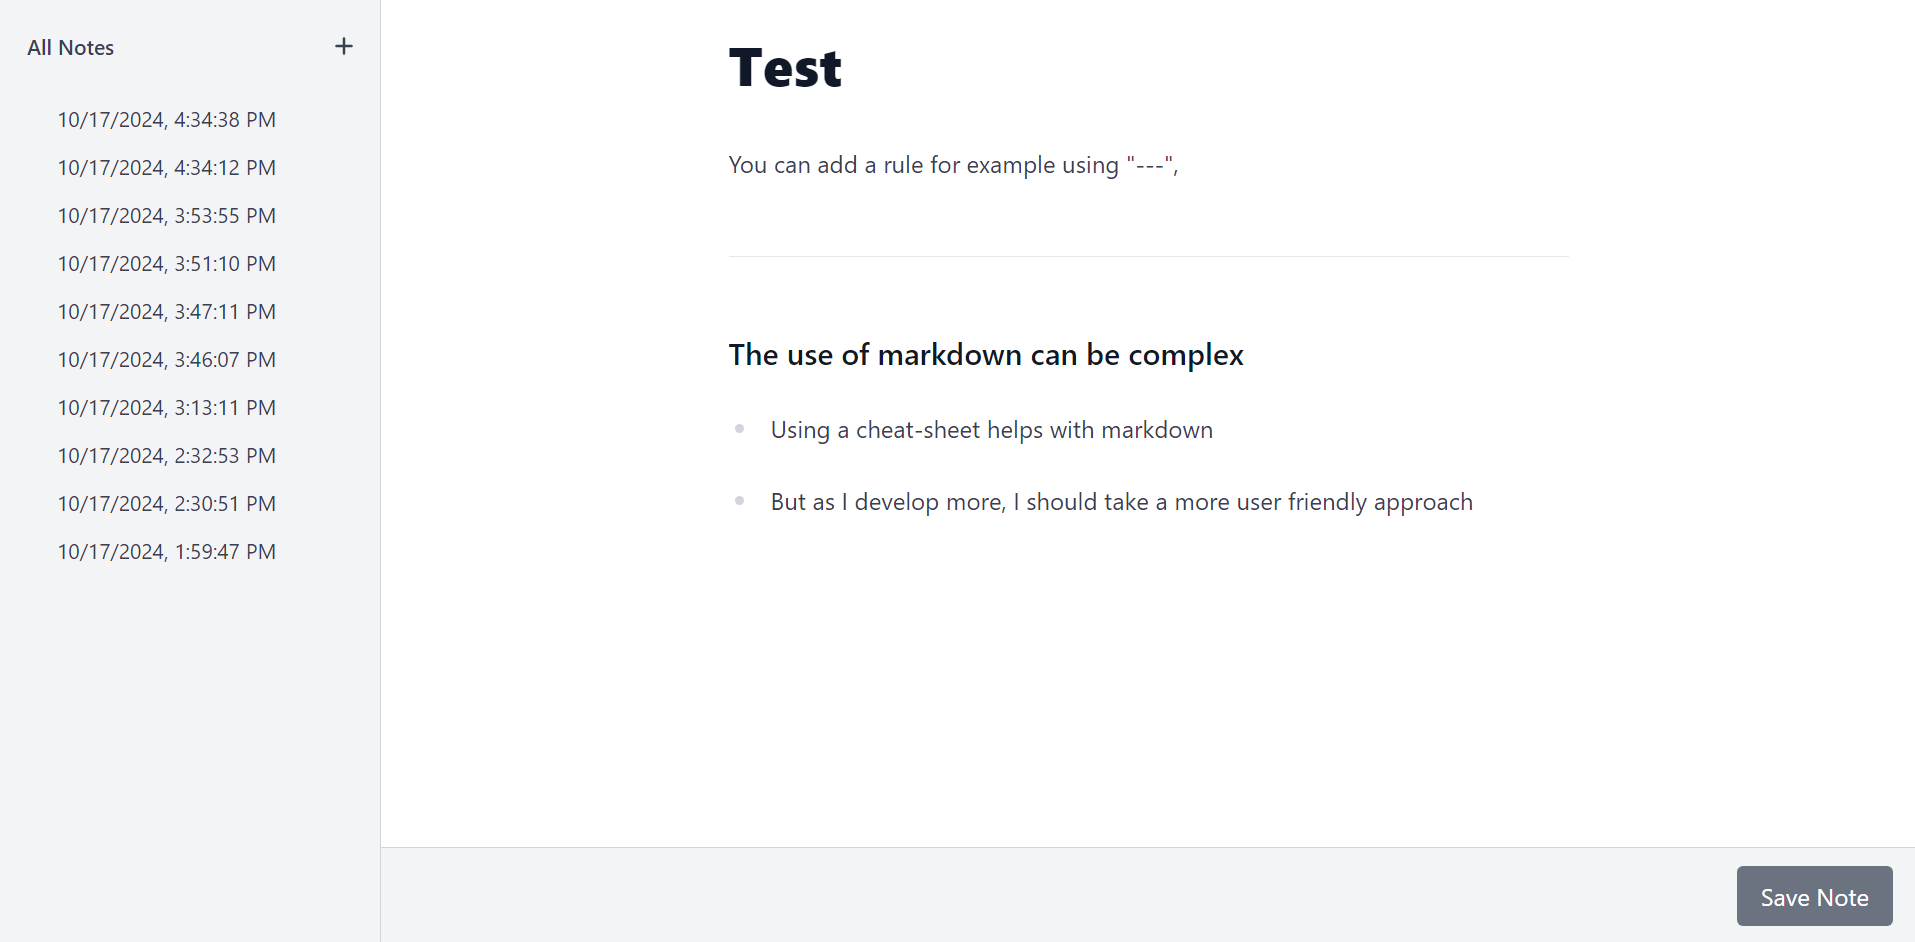 All Notes
10/17/2024, 4:34:38 PM
10/17/2024, 4:34:12 PM
10/17/2024, 3:53:55 PM
10/17/2024, 3:51:10 PM
10/17/2024, 3:47:11 PM
10/17/2024, 3:46:07 PM
10/17/2024, 3:13:11 PM
10/17/2024, 2:32:53 PM
10/17/2024, 2:30:51 PM
10/17/2024, 1:59:47 PM
Test
You can add a rule for example using "---",
The use of markdown can be complex
Using a cheat-sheet helps with markdown
But as I develop more, I should take a more user friendly approach
Save Note